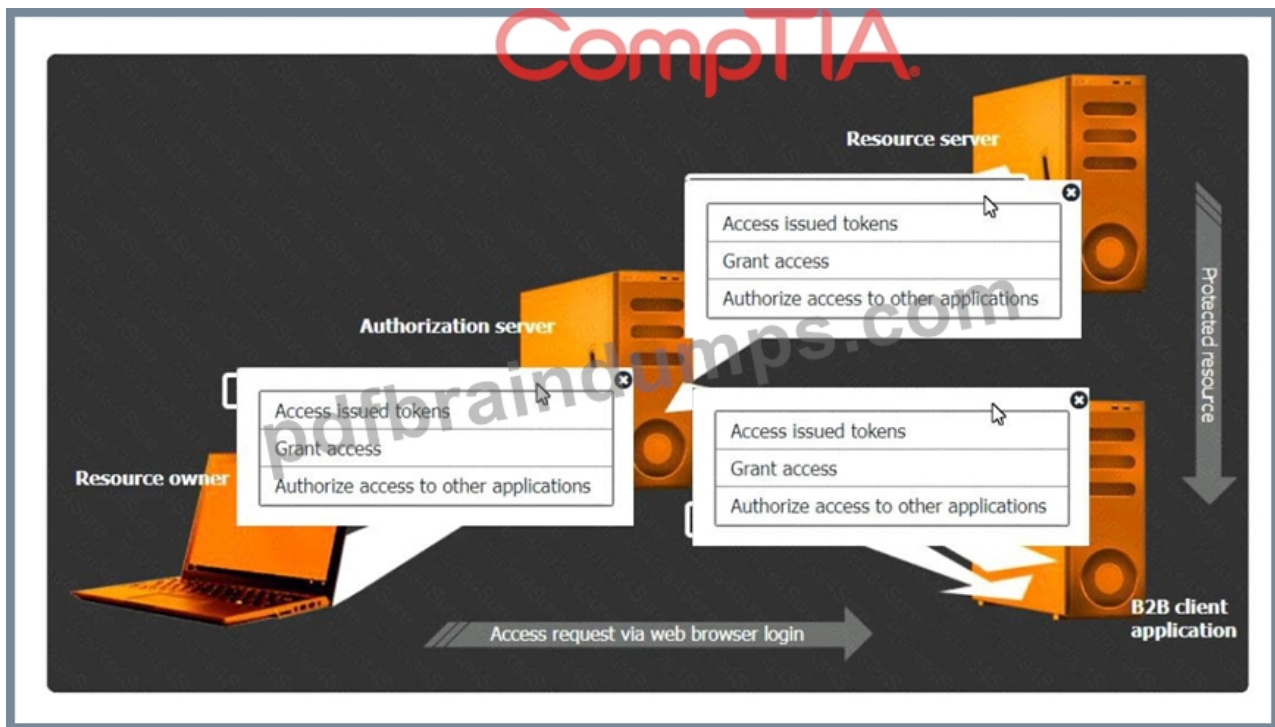 CompTIA.
Resource server
Access issued tokens
Grant access
Authorize access to other applications
Protected resource
Authorization server
Access issued tokens
Grant access
Authorize access to other applications
Access issued tokens
Grant access
Authorize access to other applications
Resource owner
pdfbraindumps.com
Access request via web browser login
B2B client
application